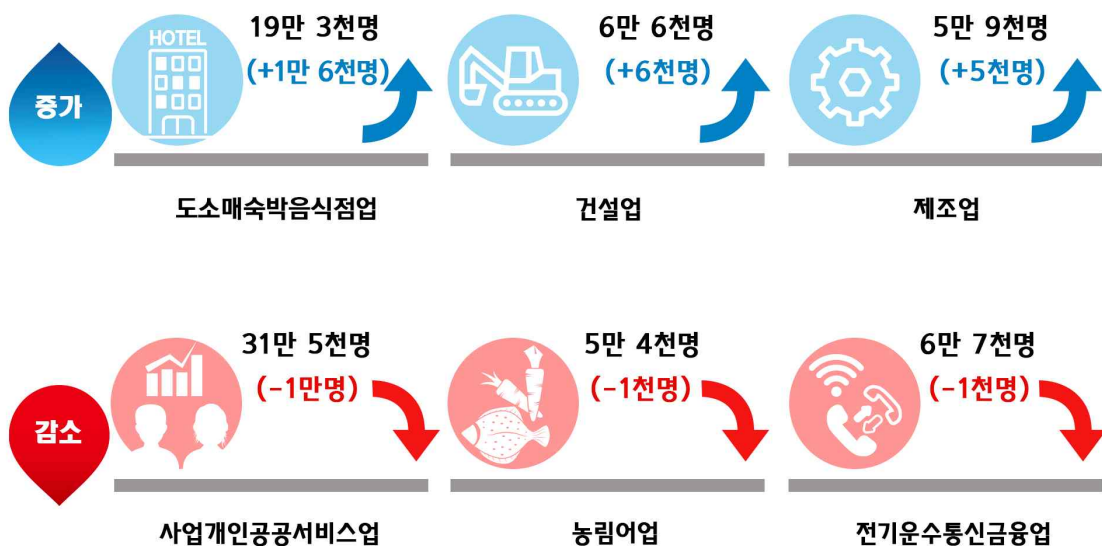 HOTEL
19만 3천명
(+1만 6천명)
6만 6천명
(+6천명)
5만 9천명
(+5천명)
증가
도소매숙박음식점업
건설업
제조업
31만 5천명
(-1만명)
5만 4천명
(-1천명)
6만 7천명
(-1천명)
감소
사업개인공공서비스업
농림어업
전기운수통신금융업